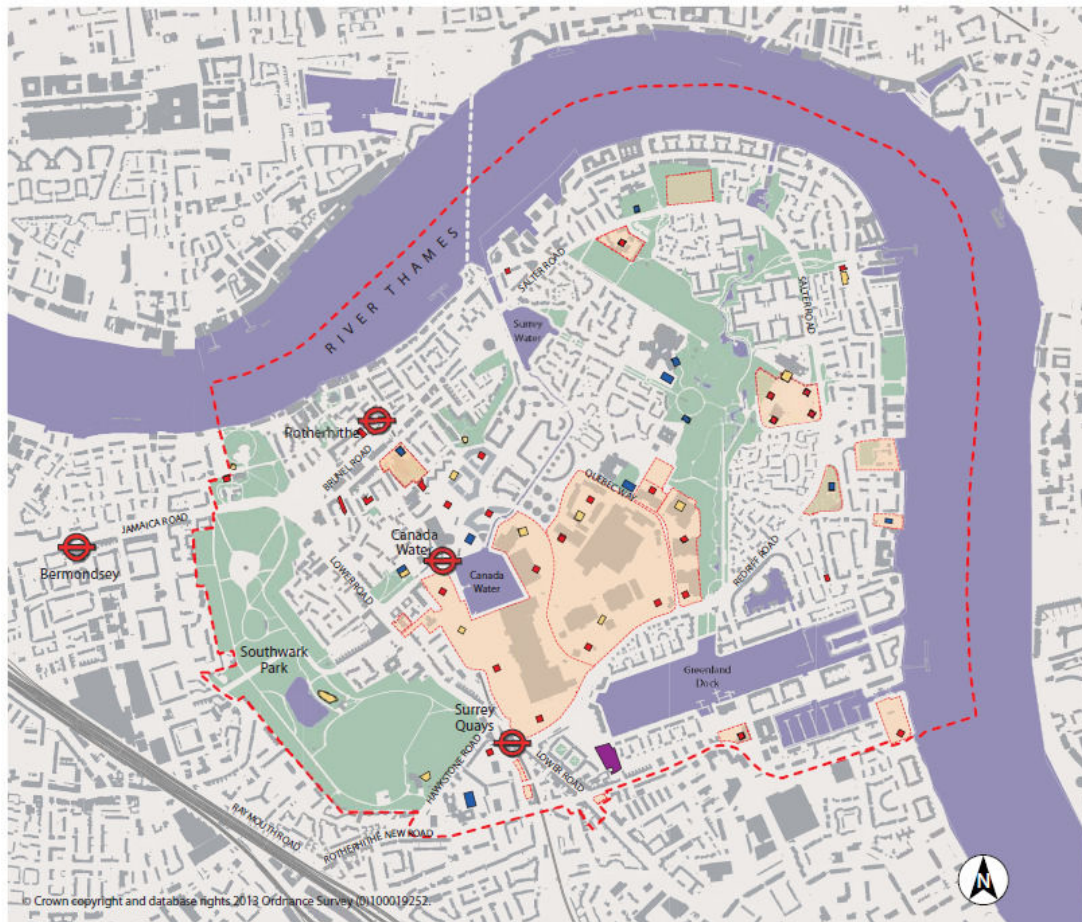 RIVER THAMES
SALTER ROAD
SALTER ROAD
Surrey
Water
Rotherhithe
BRUNEL ROAD
JAMAICA ROAD
Bermondsey
QUEBEC WAY
Canada
Water
Canada
Water
LOWER ROAD
REDRIFF ROAD
Southwark
Park
Greenland
Dock
Surrey
Quays
HAWKSTONE ROAD
LOWER ROAD
RAYMOUTH ROAD
ROTHERHITHE NEW ROAD
N
© Crown copyright and database rights 2013 Ordnance Survey (0)100019252.